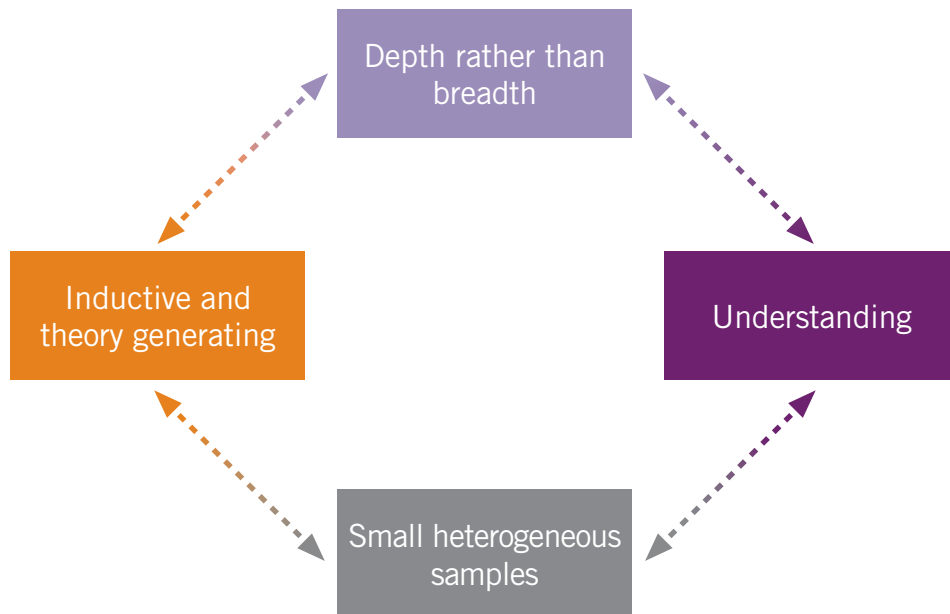 Depth rather than
breadth
Inductive and
theory generating
Understanding
Small heterogeneous
samples